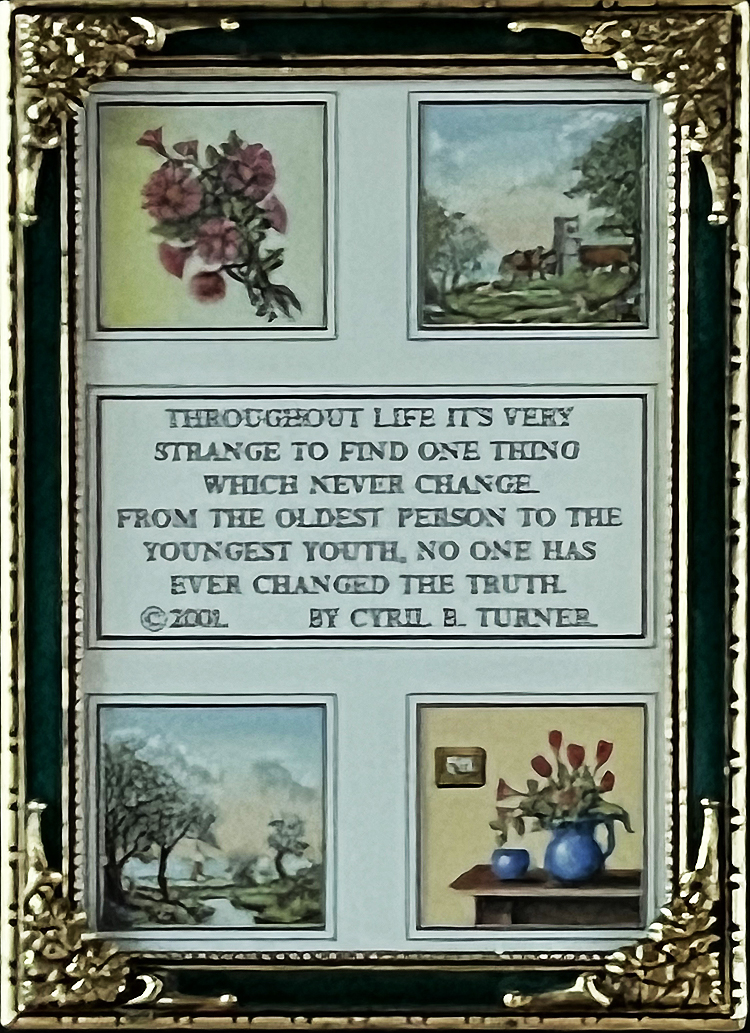 THROUGHOUT LIFE IT'S VERY
STRANGE TO FIND ONE THING
WHICH NEVER CHANGE.
FROM THE OLDEST PERSON TO THE
YOUNGEST YOUTH, NO ONE HAS
EVER CHANGED THE TRUTH.
© 2001. BY CYRIL B. TURNER.